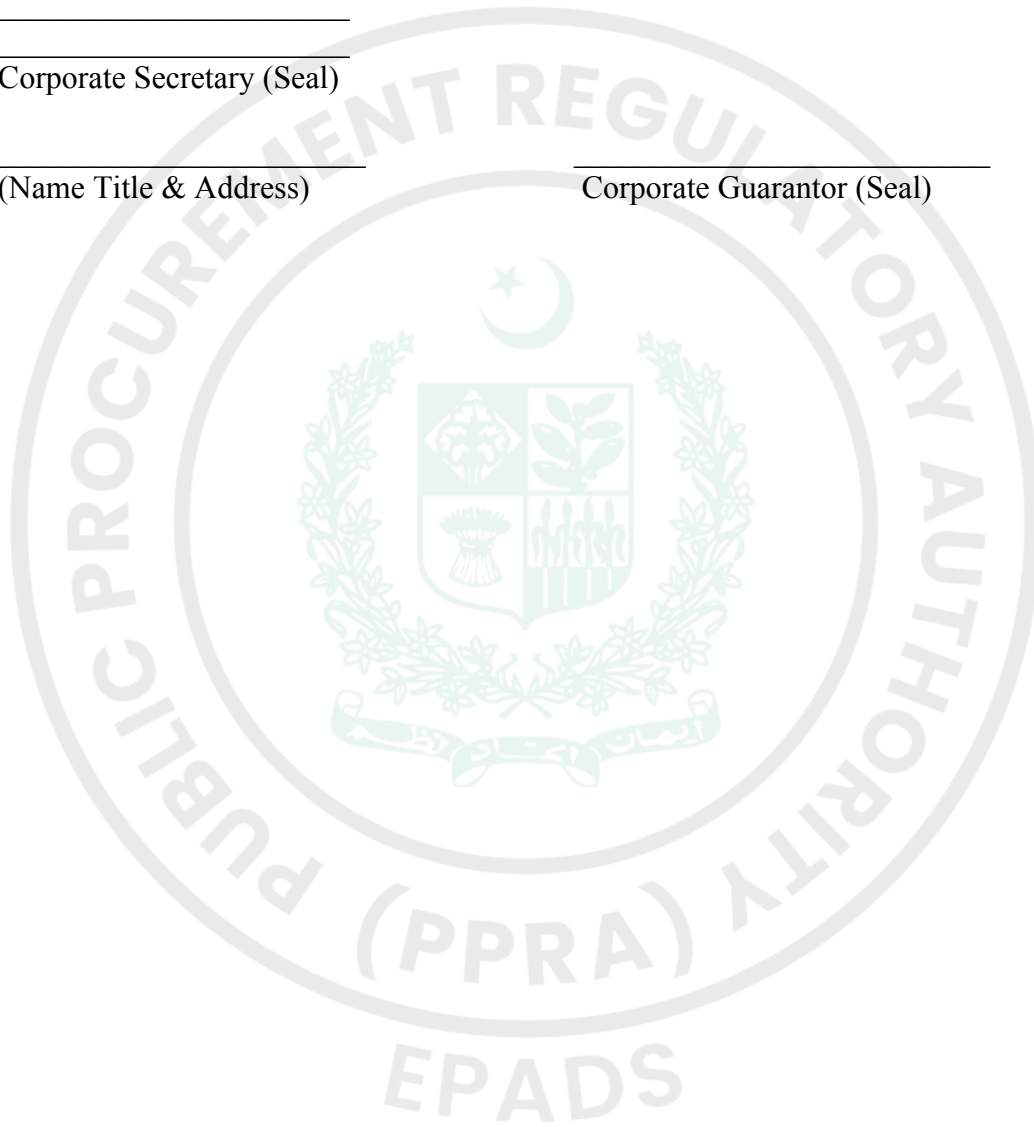 Corporate Secretary (Seal)
(Name Title & Address) Corporate Guarantor (Seal)
PUBLIC PROCUREMENT REGULATORY AUTHORITY
(PPRA)
EPADS